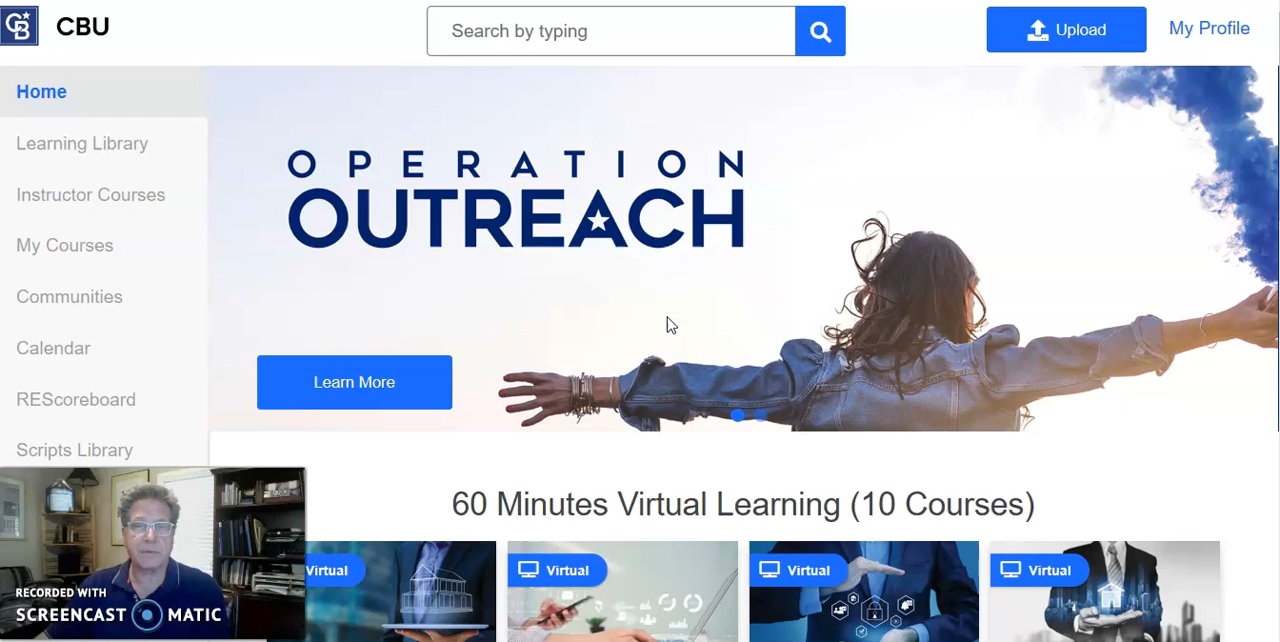 CB
CBU
Search by typing
Upload
My Profile
Home
Learning Library
Instructor Courses
My Courses
Communities
Calendar
REScoreboard
Scripts Library
OPERATION
OUTREACH
Learn More
60 Minutes Virtual Learning (10 Courses)
Virtual
Virtual
Virtual
Virtual
RECORDED WITH
SCREENCAST MATIC